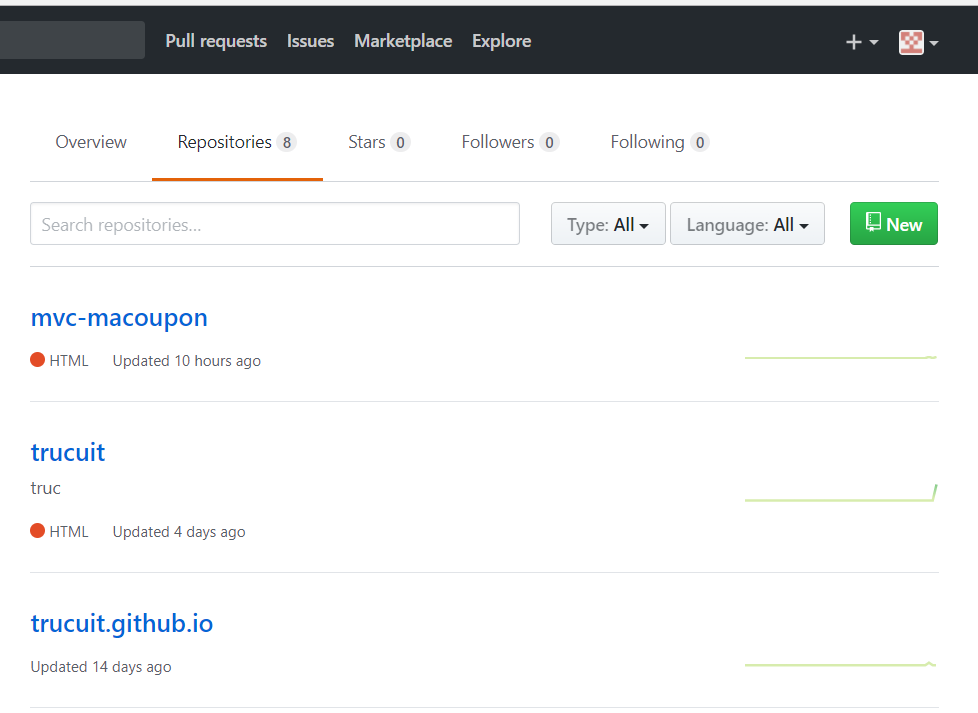 Pull requests Issues Marketplace Explore
Overview Repositories 8 Stars 0 Followers 0 Following 0
Search repositories... Type: All Language: All New
mvc-macoupon
HTML Updated 10 hours ago
trucuit
truc
HTML Updated 4 days ago
trucuit.github.io
Updated 14 days ago